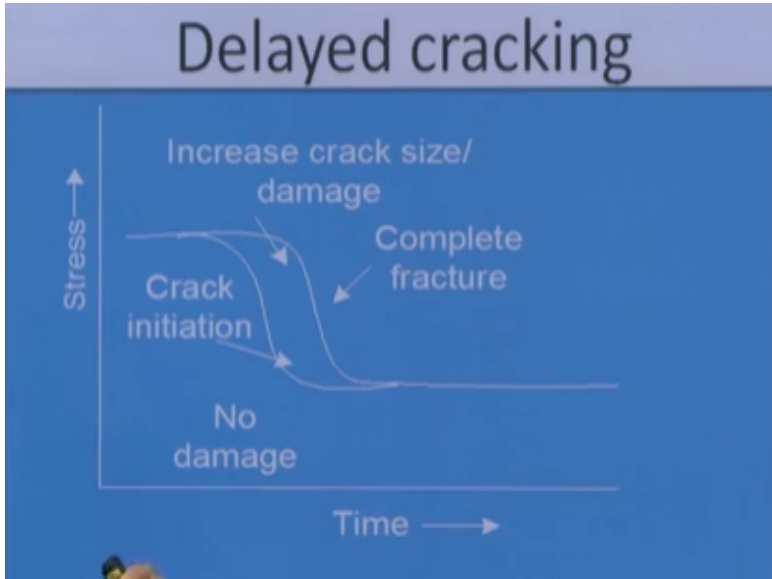 Delayed cracking
Increase crack size/
damage
Complete
fracture
Crack
initiation
No
damage
Stress
Time